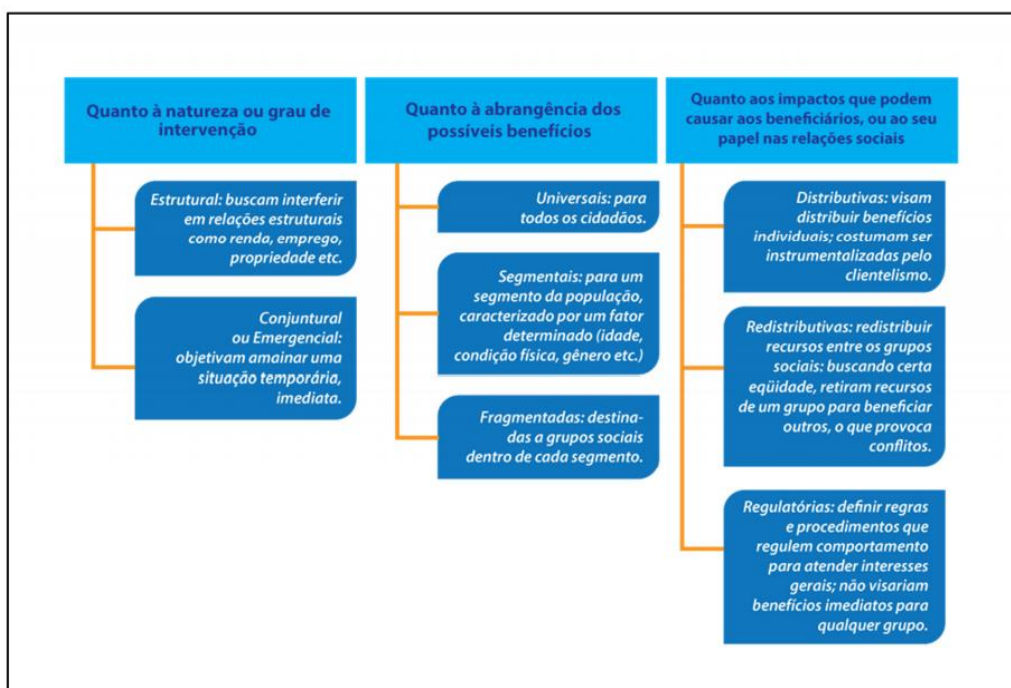 Quanto à natureza ou grau de
intervenção
Estrutural: buscam interferir
em relações estruturais
como renda, emprego,
propriedade etc.
Conjuntural
ou Emergencial:
objetivam amainar uma
situação temporária,
imediata.
Quanto à abrangência dos
possíveis benefícios
Universais: para
todos os cidadãos.
Segmentais: para um
segmento da população,
caracterizado por um fator
determinado (idade,
condição física, gênero etc.)
Fragmentadas: destina-
das a grupos sociais
dentro de cada segmento.
Quanto aos impactos que podem
causar aos beneficiários, ou ao seu
papel nas relações sociais
Distributivas: visam
distribuir benefícios
individuais; costumam ser
instrumentalizadas pelo
clientelismo.
Redistributivas: redistribuir
recursos entre os grupos
sociais: buscando certa
eqüidade, retiram recursos
de um grupo para beneficiar
outros, o que provoca
conflitos.
Regulatórias: definir regras
e procedimentos que
regulem comportamento
para atender interesses
gerais; não visariam
benefícios imediatos para
qualquer grupo.